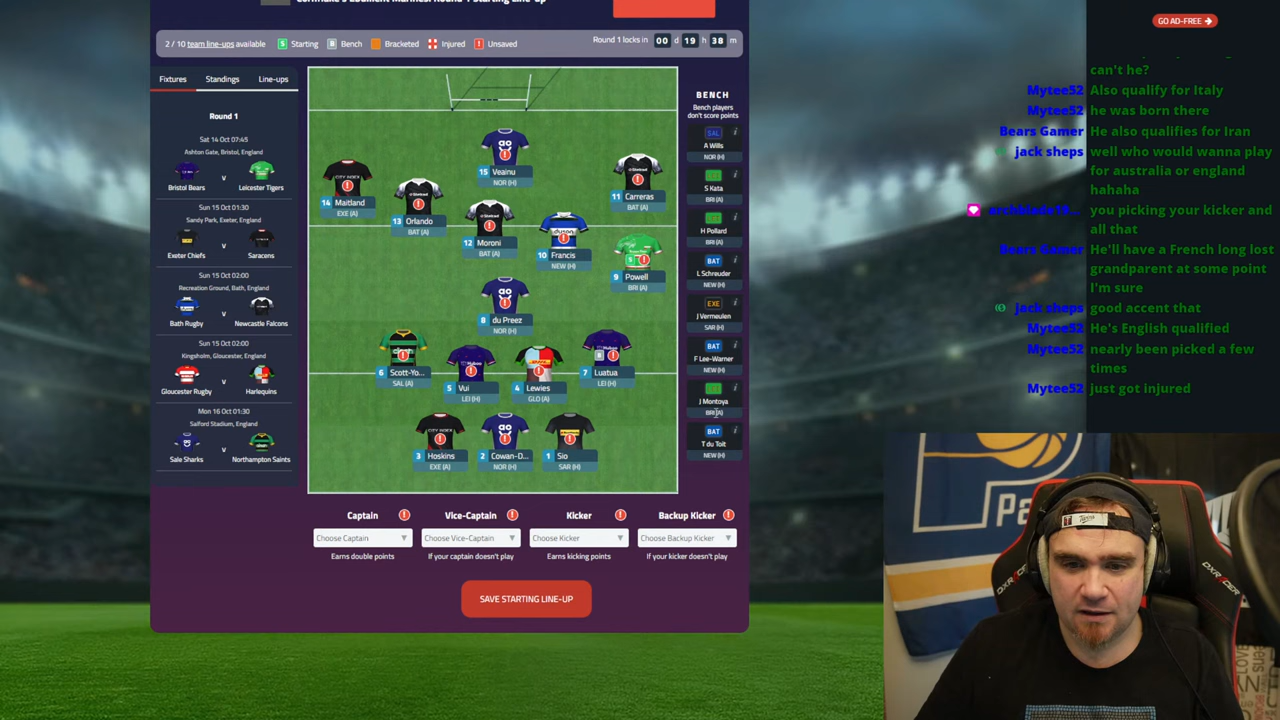 GO AD-FREE
can't he?
Mytee52 Also qualify for Italy
Mytee52 he was born there
Bears Gamer He also qualifies for Iran
jack sheps well who would wanna play
for australia or england
hahaha
you picking your kicker and
all that
Bears Gamer He'll have a French long lost
grandparent at some point
I'm sure
jack sheps good accent that
Mytee52 He's English qualified
Mytee52 nearly been picked a few
times
Mytee52 just got injured
2 / 10 team line-ups available
Starting
Bench
Bracketed
Injured
Unsaved
Round 1 locks in 00 d 19 h 38 m
Fixtures Standings Line-ups
Round 1
Sat 14 Oct 07:45
Ashton Gate, Bristol, England
Bristol Bears v Leicester Tigers
Sun 15 Oct 01:30
Sandy Park, Exeter, England
Exeter Chiefs v Saracens
Sun 15 Oct 02:00
Recreation Ground, Bath, England
Bath Rugby v Newcastle Falcons
Sun 15 Oct 02:00
Kingsholm, Gloucester, England
Gloucester Rugby v Harlequins
Mon 16 Oct 01:30
Salford Stadium, England
Sale Sharks v Northampton Saints
15 Veainu
NOR (H)
14 Maitland
EXE (A)
11 Carreras
BAT (A)
13 Orlando
BAT (A)
12 Moroni
BAT (A)
10 Francis
NEW (H)
9 Powell
BRI (A)
8 du Preez
NOR (H)
6 Scott-Yo...
SAL (A)
5 Vui
LEI (H)
4 Lewies
GLO (A)
7 Luatua
LEI (H)
3 Hoskins
EXE (A)
2 Cowan-D...
NOR (H)
1 Sio
SAR (H)
BENCH
Bench players
don't score points
SAL
A Wills
NOR (H)
S Kata
BRI (A)
H Pollard
BRI (A)
BAT
L Schreuder
NEW (H)
EXE
J Vermeulen
SAR (H)
BAT
F Lee-Warner
NEW (H)
J Montoya
BRI (A)
BAT
T du Toit
NEW (H)
Captain
Choose Captain
Earns double points
Vice-Captain
Choose Vice-Captain
If your captain doesn't play
Kicker
Choose Kicker
Earns kicking points
Backup Kicker
Choose Backup Kicker
If your kicker doesn't play
SAVE STARTING LINE-UP
Pa
DXRACER